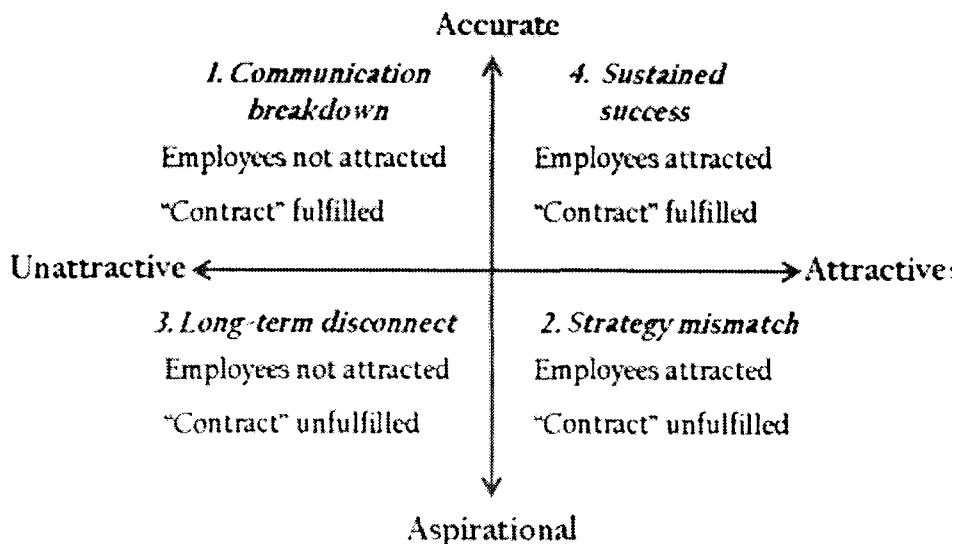 Accurate
1. Communication
breakdown
Employees not attracted
"Contract" fulfilled
4. Sustained
success
Employees attracted
"Contract" fulfilled
Unattractive
Attractive
3. Long-term disconnect
Employees not attracted
"Contract" unfulfilled
2. Strategy mismatch
Employees attracted
"Contract" unfulfilled
Aspirational